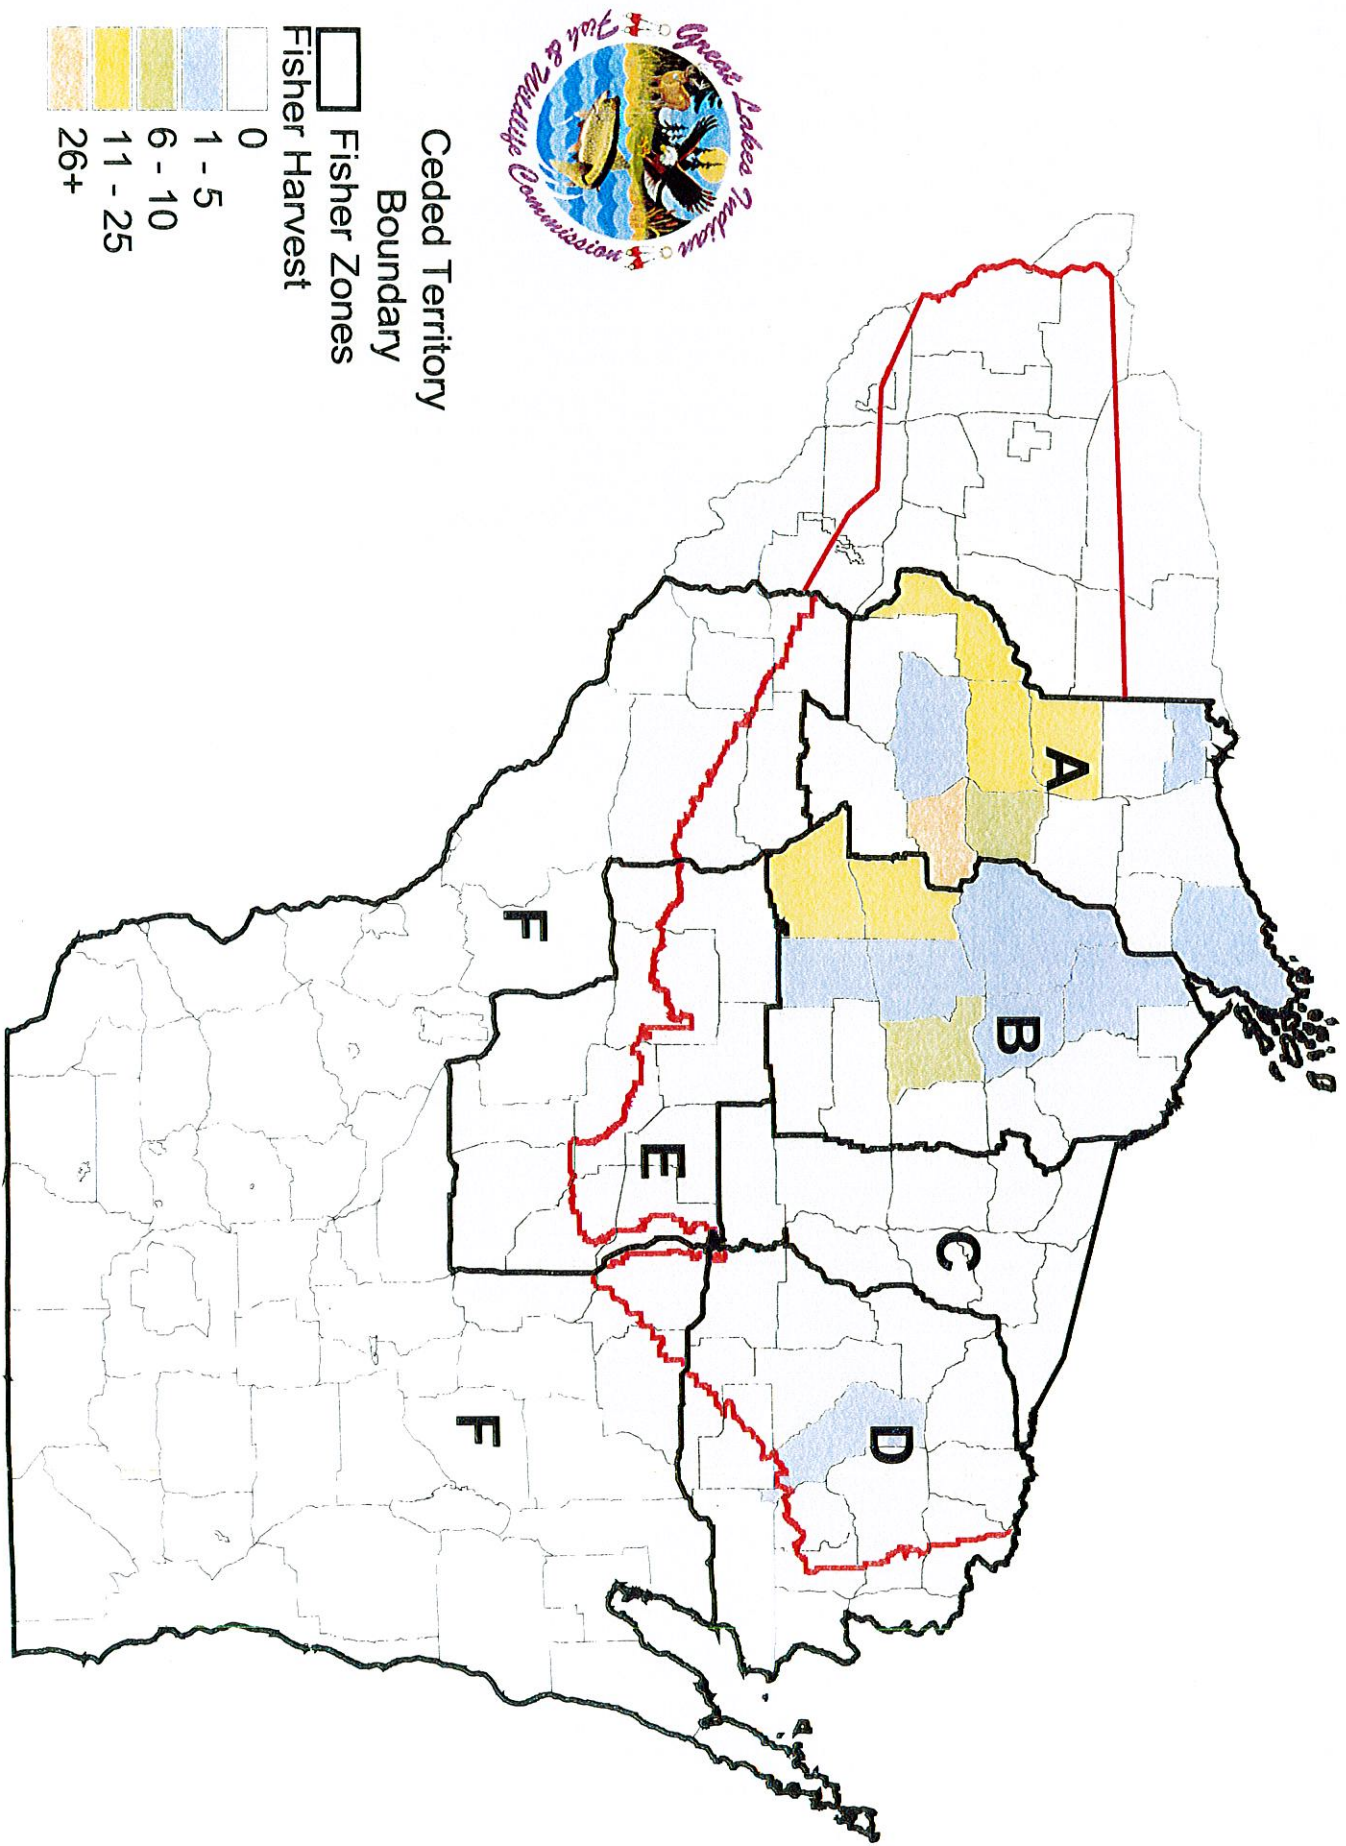 Great Lakes Indian
Fish & Wildlife Commission
Ceded Territory
Boundary
Fisher Zones
Fisher Harvest
0
1 - 5
6 - 10
11 - 25
26+
A
B
C
D
E
F
F